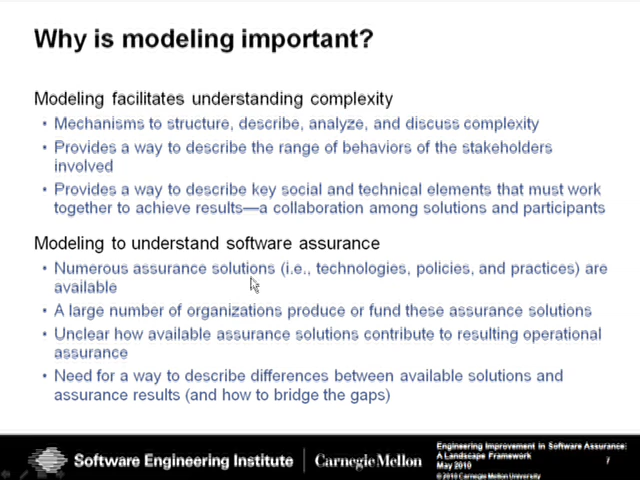 Why is modeling important?
Modeling facilitates understanding complexity
• Mechanisms to structure, describe, analyze, and discuss complexity
• Provides a way to describe the range of behaviors of the stakeholders
involved
• Provides a way to describe key social and technical elements that must work
together to achieve results—a collaboration among solutions and participants
Modeling to understand software assurance
• Numerous assurance solutions (i.e., technologies, policies, and practices) are
available
• A large number of organizations produce or fund these assurance solutions
• Unclear how available assurance solutions contribute to resulting operational
assurance
• Need for a way to describe differences between available solutions and
assurance results (and how to bridge the gaps)
Software Engineering Institute
Carnegie Mellon
Engineering Improvement in Software Assurance:
A Landscape Framework
May 2010
© 2010 Carnegie Mellon University
7